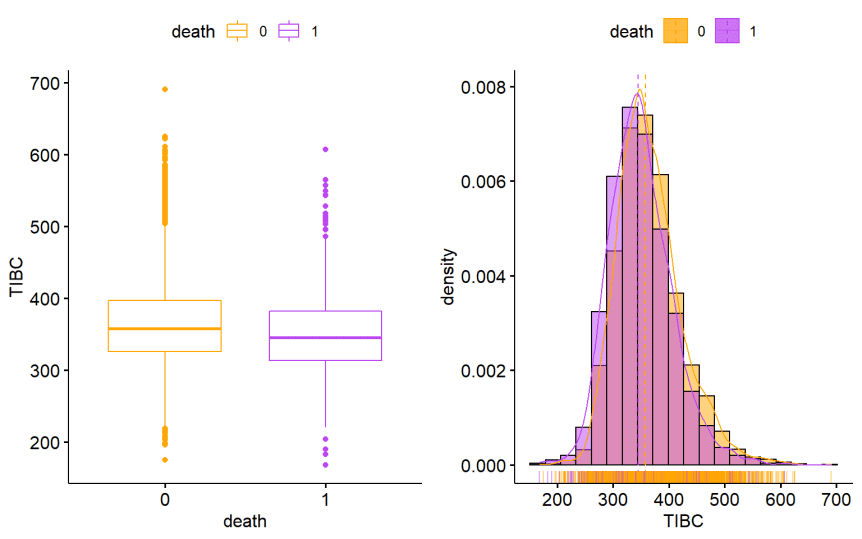 death 0 1
700
600
500
400
300
200
TIBC
0 1
death
death 0 1
0.008
0.006
0.004
0.002
0.000
density
200 300 400 500 600 700
TIBC